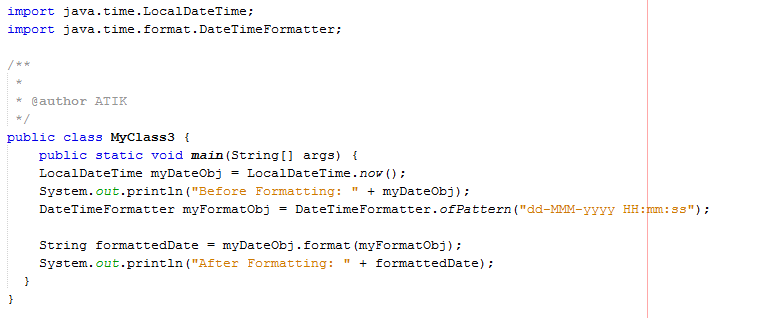 import java.time.LocalDateTime;
import java.time.format.DateTimeFormatter;
/**
*
* @author ATIK
*/
public class MyClass3 {
public static void main(String[] args) {
LocalDateTime myDateObj = LocalDateTime.now();
System.out.println("Before Formatting: " + myDateObj);
DateTimeFormatter myFormatObj = DateTimeFormatter.ofPattern("dd-MMM-yyyy HH:mm:ss");
String formattedDate = myDateObj.format(myFormatObj);
System.out.println("After Formatting: " + formattedDate);
}
}